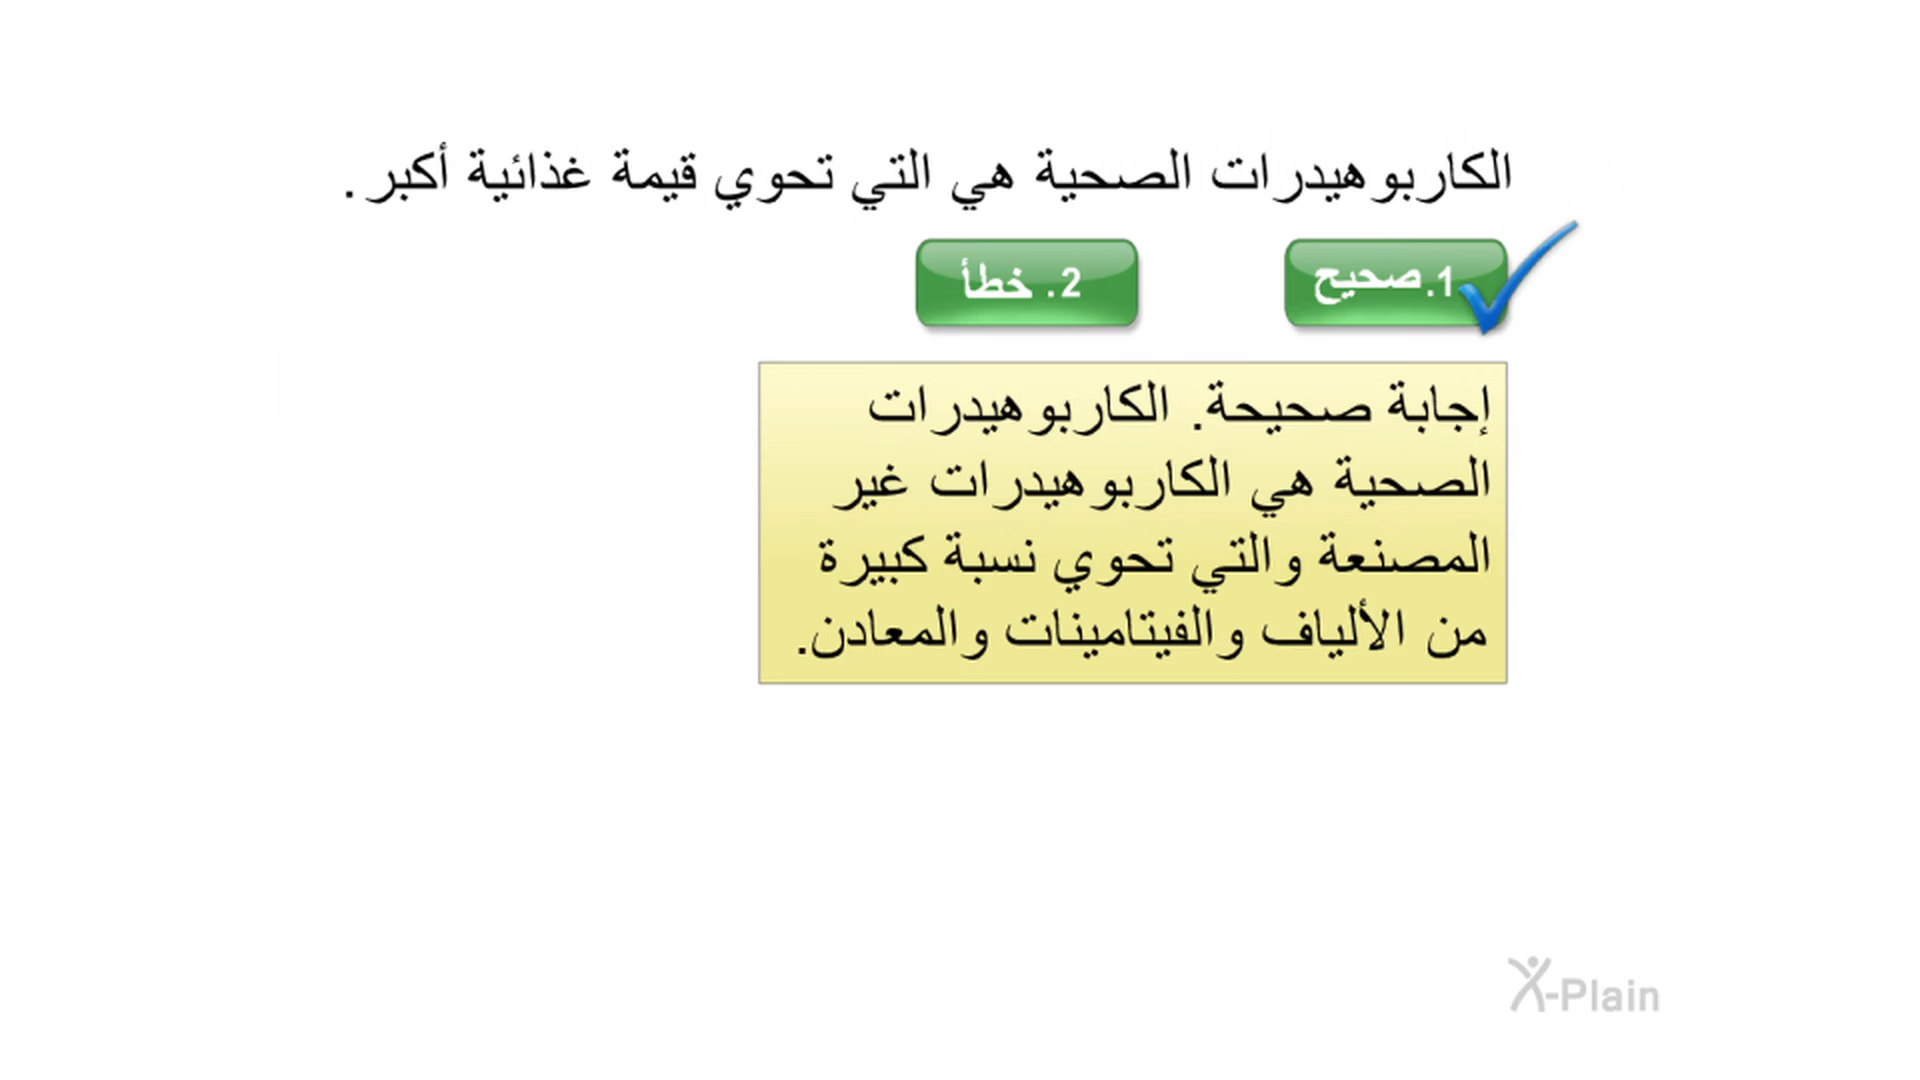 الكاربوهيدرات الصحية هي التي تحوي قيمة غذائية أكبر.
1. صحيح
2. خطأ
إجابة صحيحة. الكاربوهيدرات
الصحية هي الكاربوهيدرات غير
المصنعة والتي تحوي نسبة كبيرة
من الألياف والفيتامينات والمعادن.
X-Plain